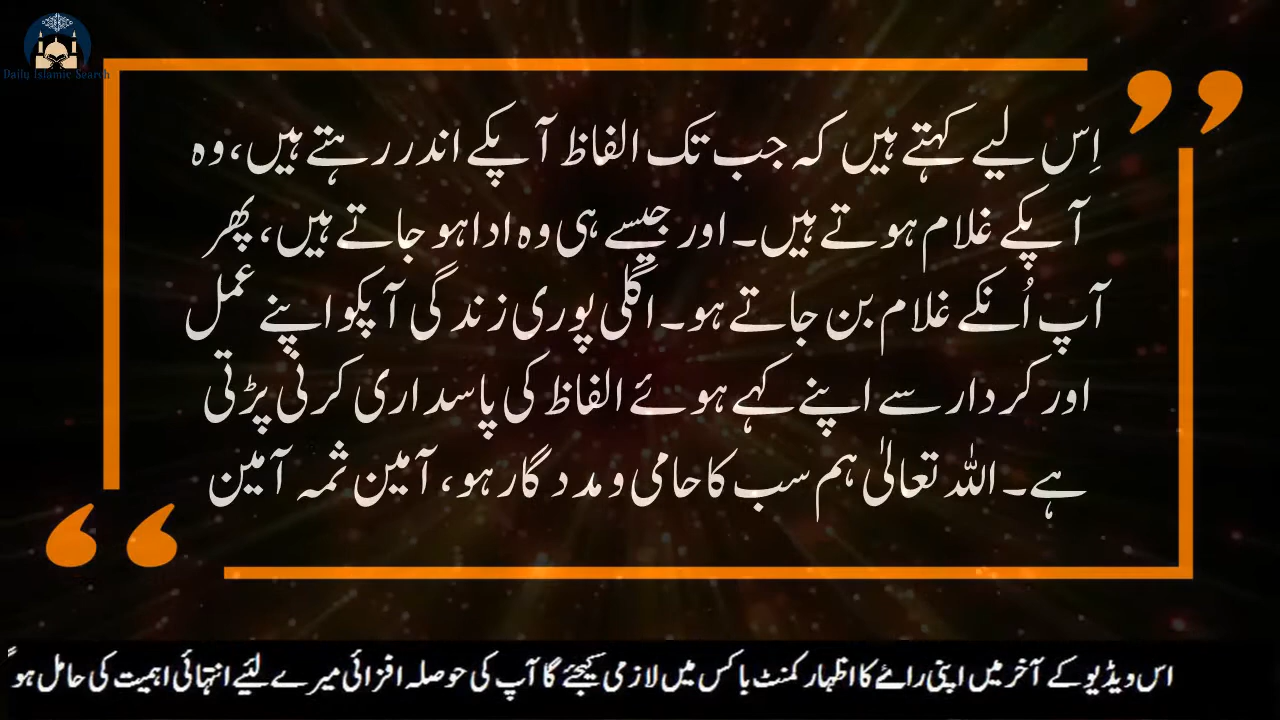 Daily Islamic Search
اِس لیے کہتے ہیں کہ جب تک الفاظ آپکے اندر رہتے ہیں، وہ
آپکے غلام ہوتے ہیں۔ اور جیسے ہی وہ ادا ہو جاتے ہیں، پھر
آپ اُنکے غلام بن جاتے ہو۔ اگلی پوری زندگی آپکو اپنے عمل
اور کردار سے اپنے کہے ہوئے الفاظ کی پاسداری کرنی پڑتی
ہے۔ اللہ تعالیٰ ہم سب کا حامی و مددگار ہو، آمین ثمہ آمین
اس ویڈیو کے آخر میں اپنی رائے کا اظہار کمنٹ باکس میں لازمی کیجئے گا آپ کی حوصلہ افزائی میرے لئیے انتہائی اہمیت کی حامل ہو